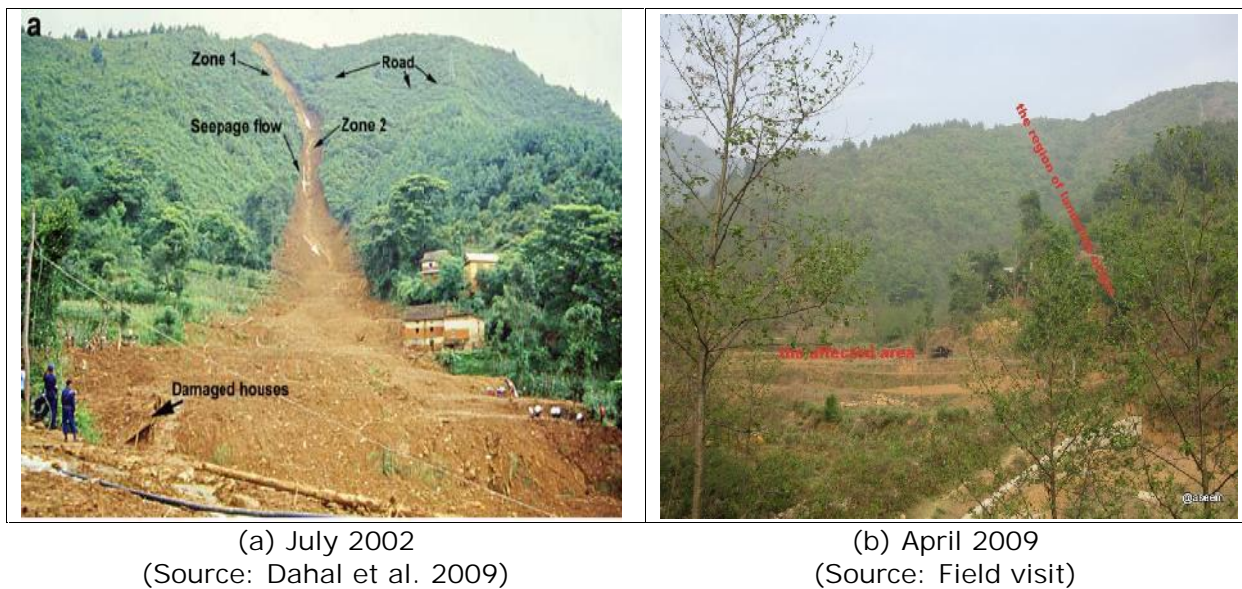 a
Zone 1
Road
Seepage flow
Zone 2
Damaged houses
the region of
the affected area
@aseem
(a) July 2002
(Source: Dahal et al. 2009)
(b) April 2009
(Source: Field visit)